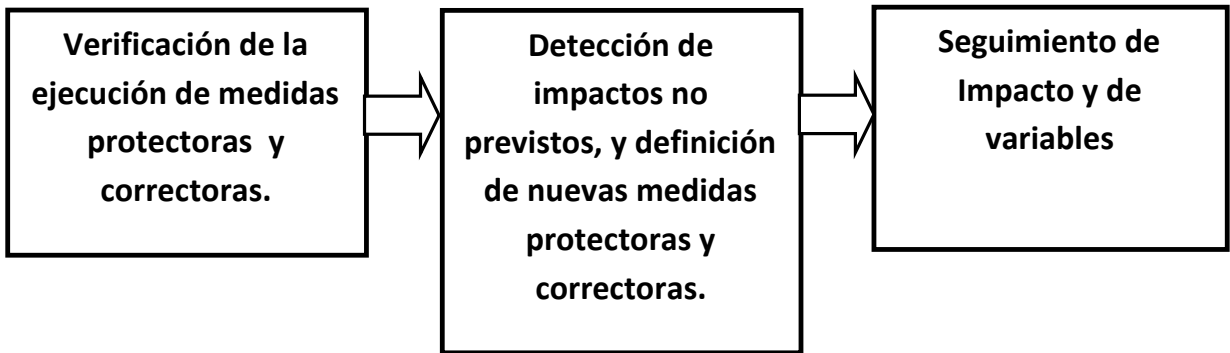 Verificación de la
ejecución de medidas
protectoras y
correctoras.
Detección de
impactos no
previstos, y definición
de nuevas medidas
protectoras y
correctoras.
Seguimiento de
Impacto y de
variables